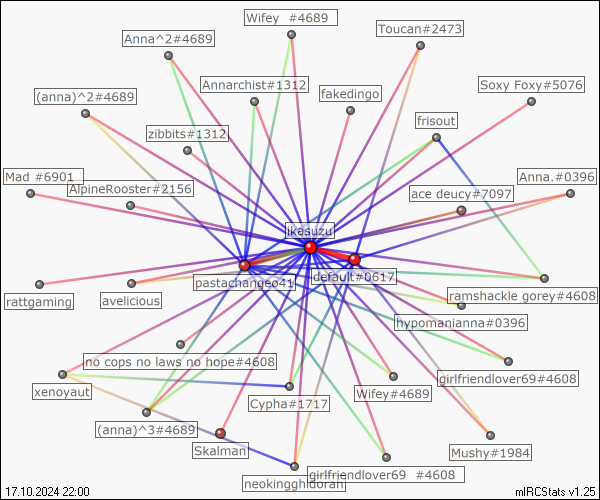 Wifey  #4689
Toucan#2473
Anna^2#4689
Annarchist#1312
Soxy Foxy#5076
fakedingo
(anna)^2#4689
frisout
zibbits#1312
Mad #6901
AlpineRooster#2156
Anna.#0396
ace deucy#7097
ikesuzu
default#0617
pastachangeo41
rattgaming
avelicious
ramshackle gorey#4608
hypomanianna#0396
no cops no laws no hope#4608
girlfriendlover69#4608
xenoyaut
Wifey#4689
Cypha#1717
(anna)^3#4689
Skalman
Mushy#1984
girlfriendlover69  #4608
neokingghidorah
17.10.2024 22:00
mIRCStats v1.25